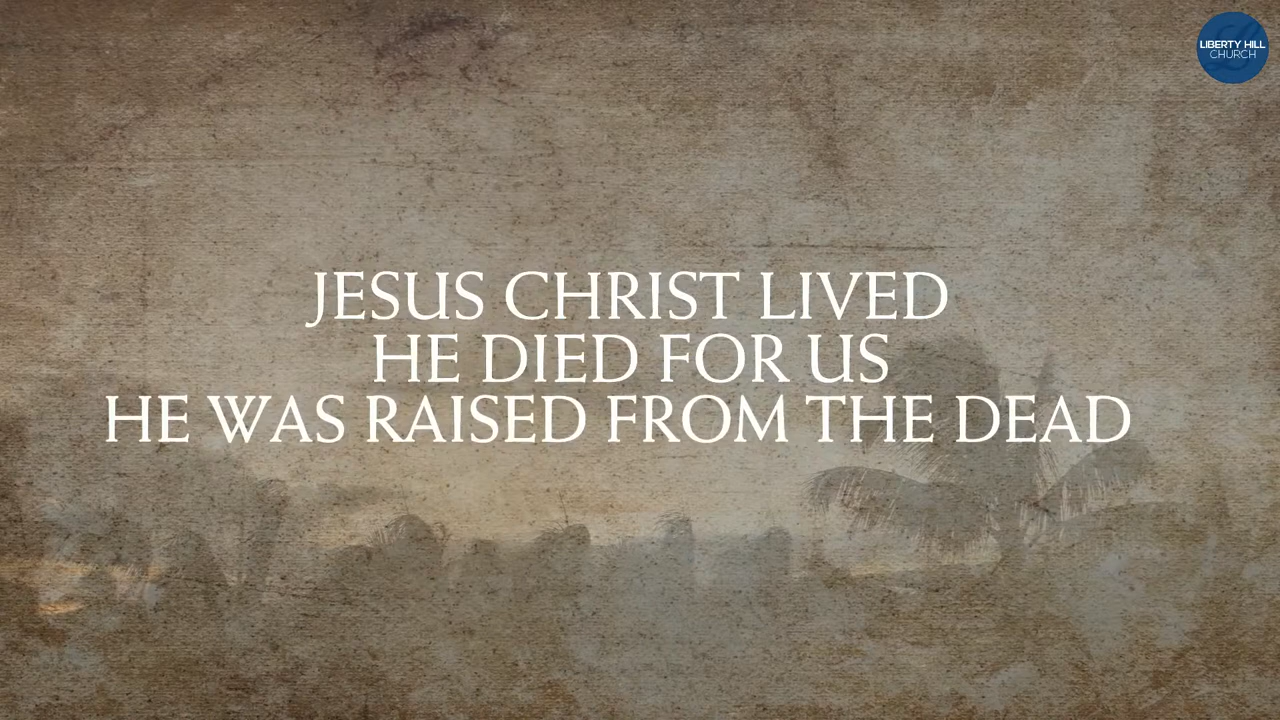 LIBERTY HILL
CHURCH
JESUS CHRIST LIVED
HE DIED FOR US
HE WAS RAISED FROM THE DEAD